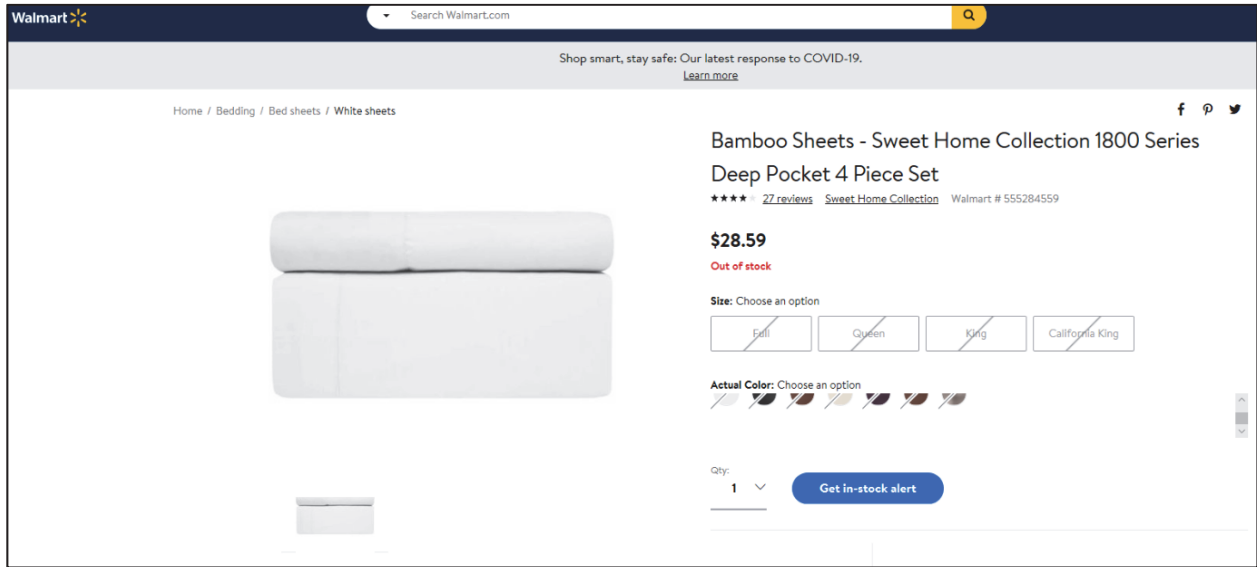 Walmart
Search Walmart.com
Shop smart, stay safe: Our latest response to COVID-19.
Learn more
Home / Bedding / Bed sheets / White sheets
Bamboo Sheets - Sweet Home Collection 1800 Series
Deep Pocket 4 Piece Set
27 reviews Sweet Home Collection Walmart # 555284559
$28.59
Out of stock
Size: Choose an option
Full Queen King California King
Actual Color: Choose an option
Qty:
1 Get in-stock alert